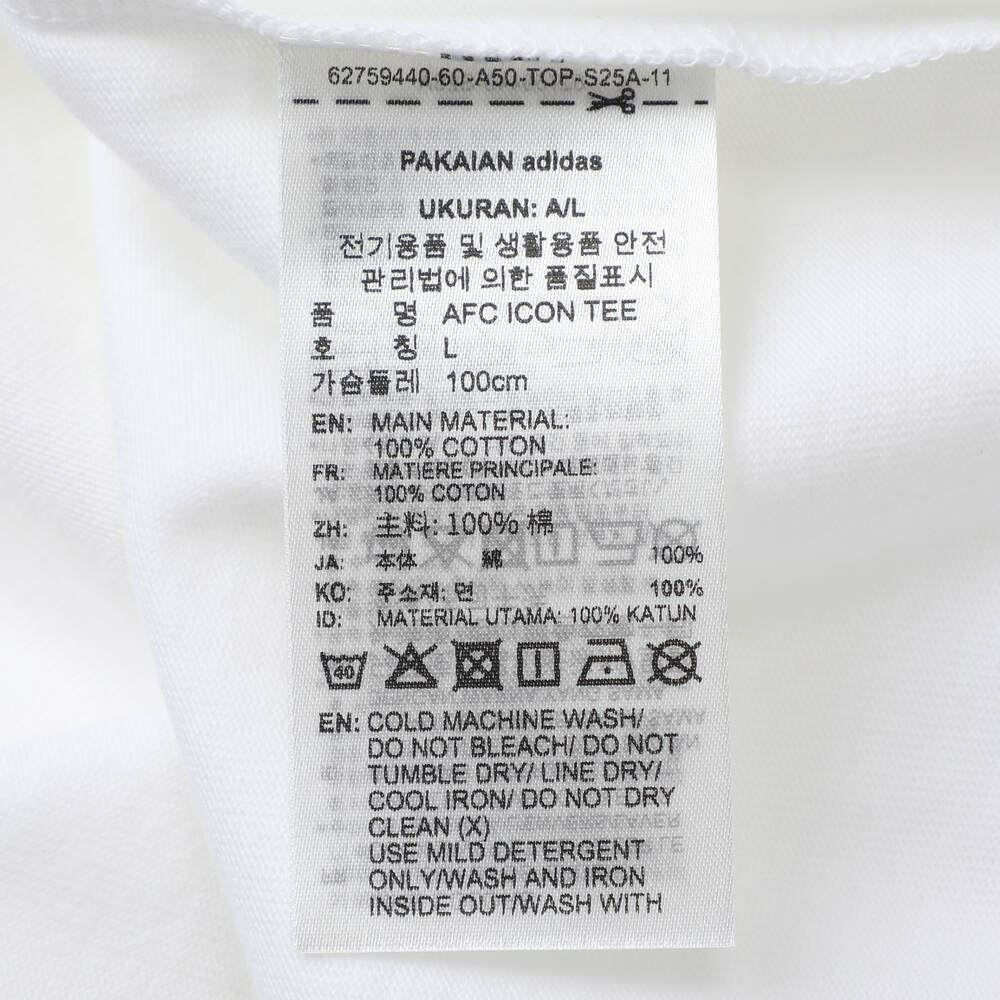 62759440-60-A50-TOP-S25A-11
PAKAIAN adidas
UKURAN: A/L
전기용품 및 생활용품 안전
관리법에 의한 품질표시
품 명 AFC ICON TEE
호 칭 L
가슴둘레 100cm
EN: MAIN MATERIAL:
100% COTTON
FR: MATIERE PRINCIPALE:
100% COTON
ZH: 主料: 100% 棉
JA: 本体 綿 100%
KO: 주소재: 면 100%
ID: MATERIAL UTAMA: 100% KATUN
40
EN: COLD MACHINE WASH/
DO NOT BLEACH/ DO NOT
TUMBLE DRY/ LINE DRY/
COOL IRON/ DO NOT DRY
CLEAN (X)
USE MILD DETERGENT
ONLY/WASH AND IRON
INSIDE OUT/WASH WITH